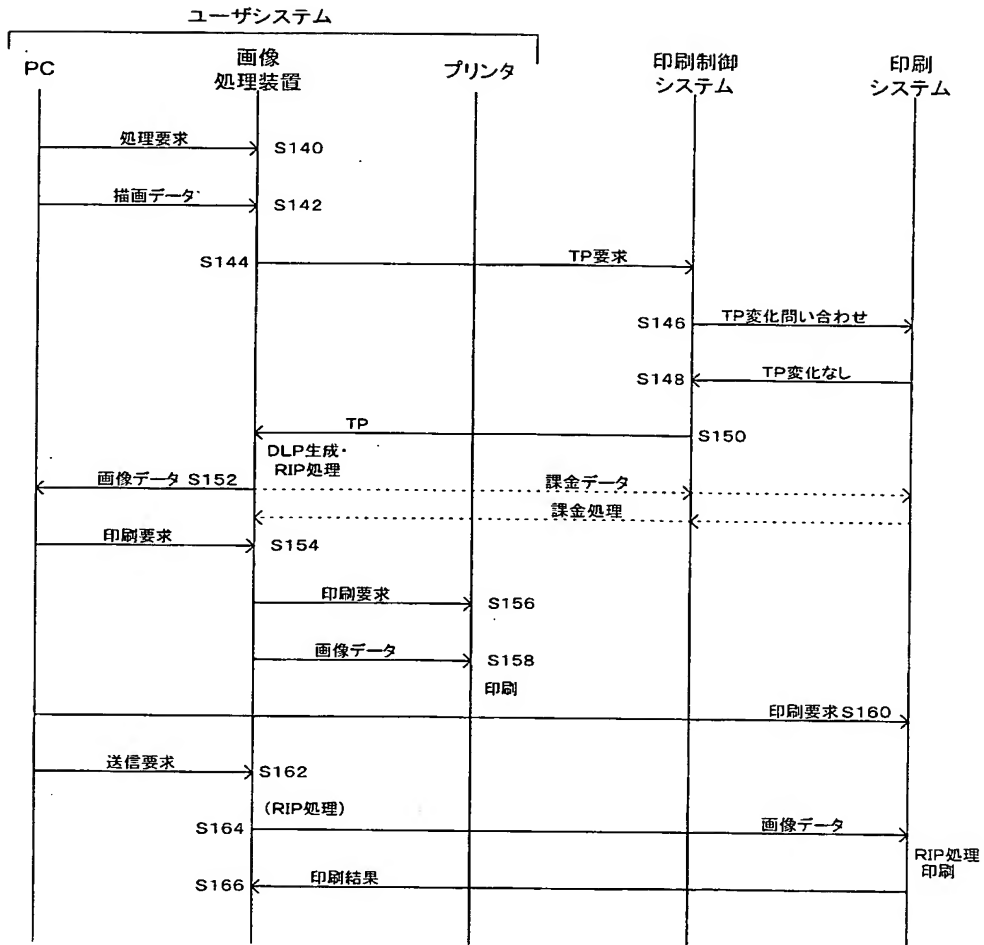 ユーザシステム
PC
画像
処理装置
プリンタ
印刷制御
システム
印刷
システム
処理要求
S140
描画データ
S142
S144
TP要求
S146
TP変化問い合わせ
S148
TP変化なし
TP
S150
DLP生成・
RIP処理
画像データ S152
課金データ
課金処理
印刷要求
S154
印刷要求
S156
画像データ
S158
印刷
印刷要求 S160
送信要求
S162
(RIP処理)
S164
画像データ
RIP処理
印刷
S166
印刷結果